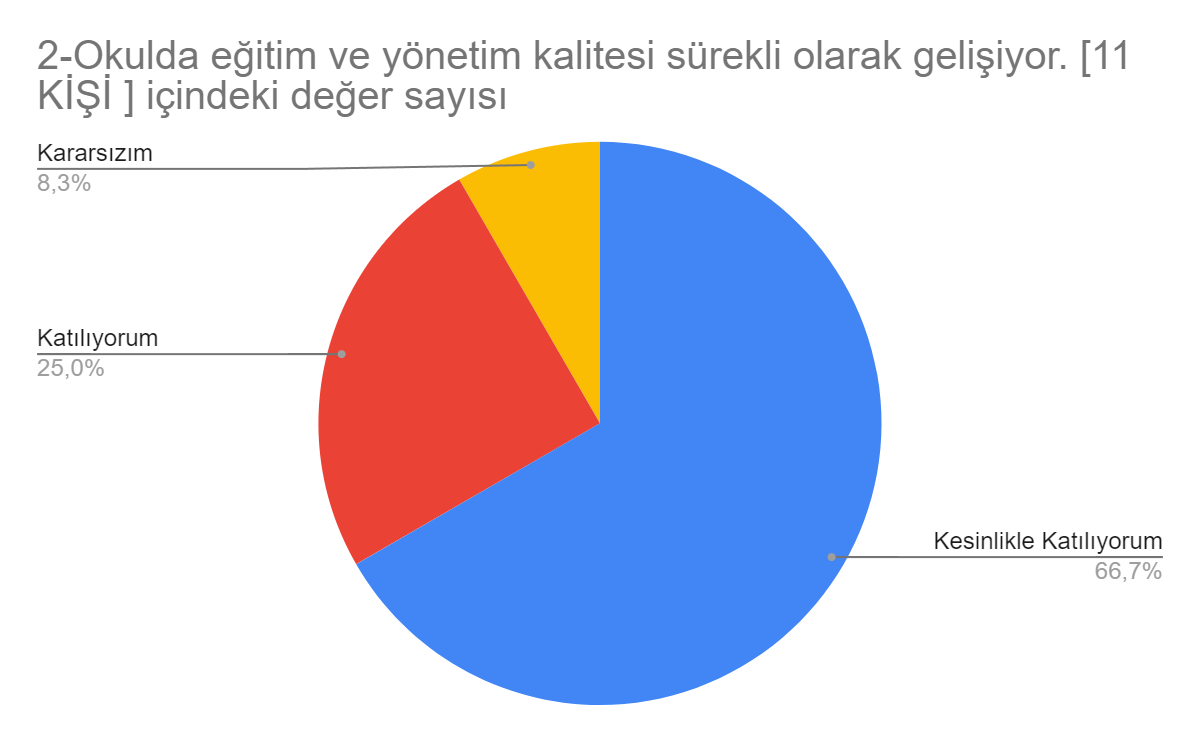 2-Okulda eğitim ve yönetim kalitesi sürekli olarak gelişiyor. [11
KİŞİ ] içindeki değer sayısı
Kararsızım
8,3%
Katılıyorum
25,0%
Kesinlikle Katılıyorum
66,7%